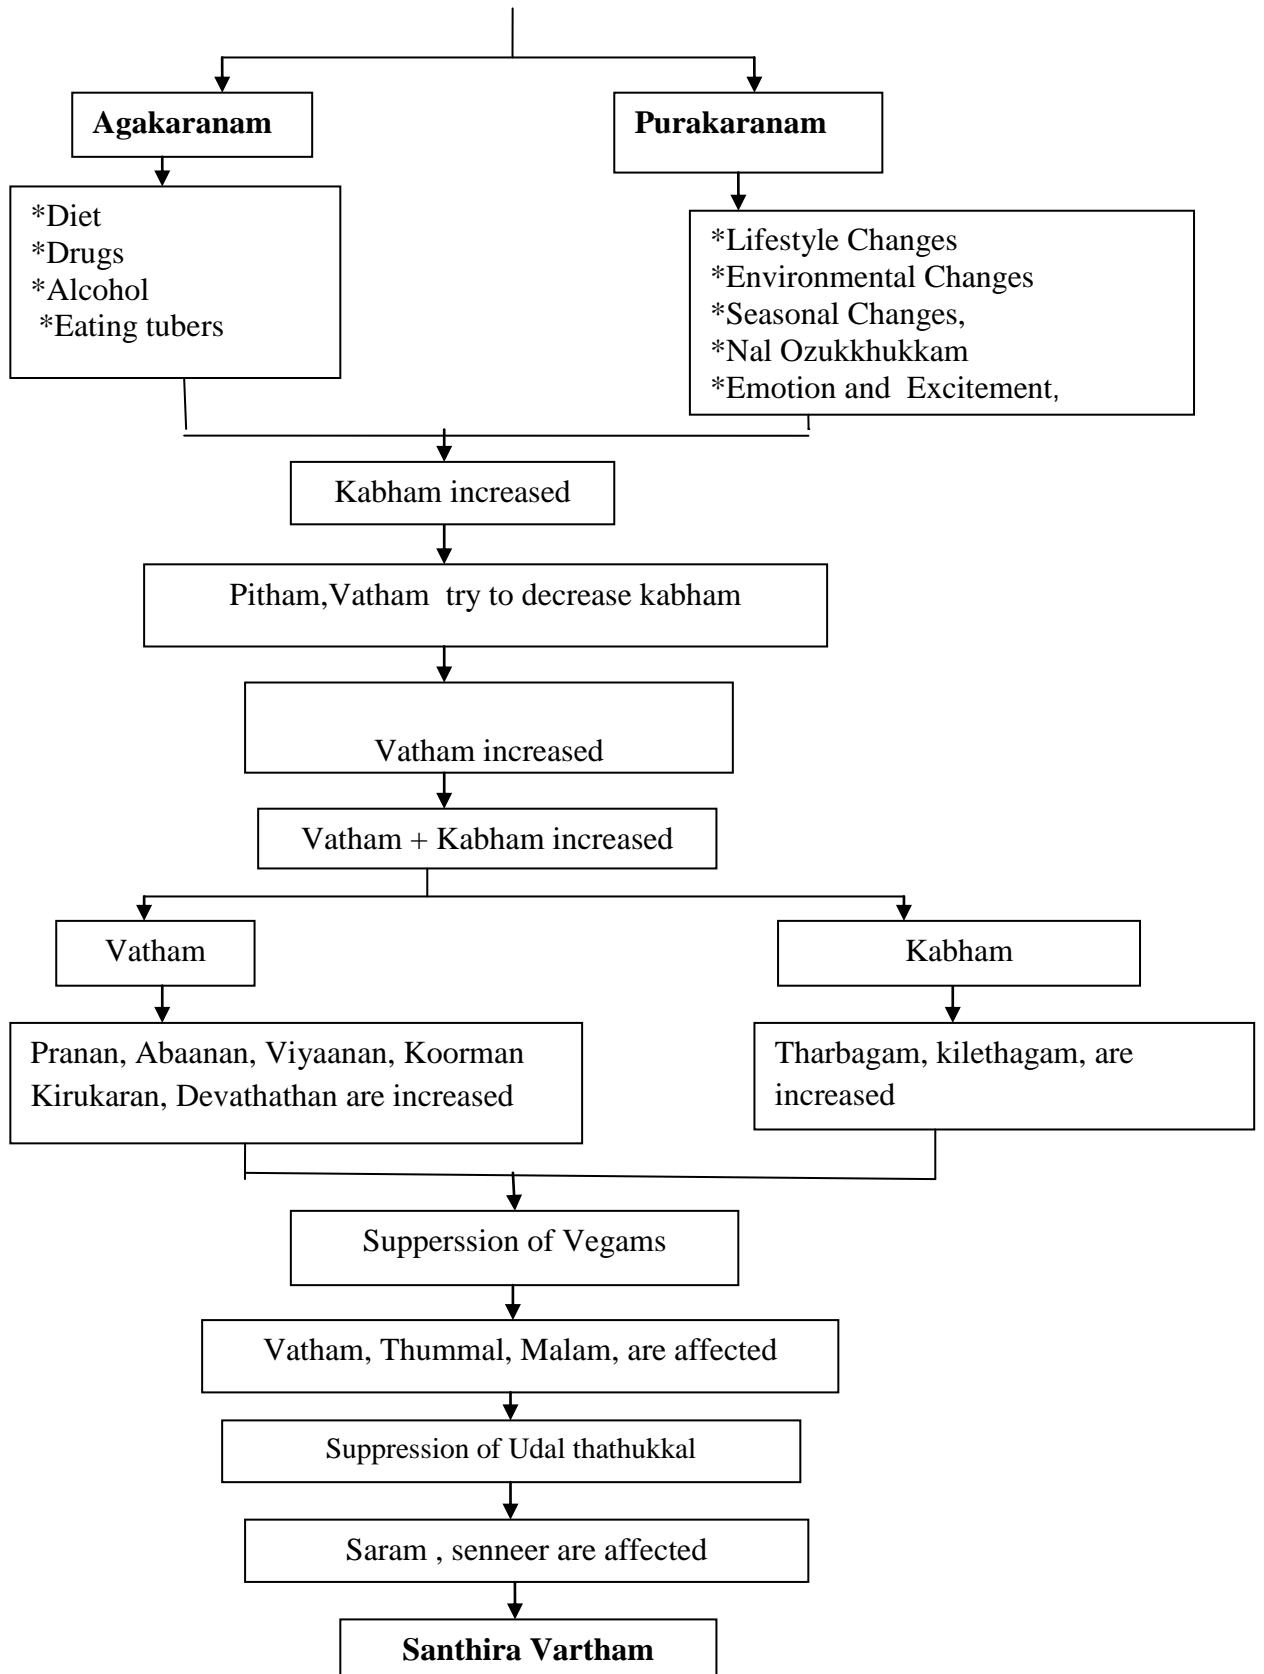 Agakaranam
Purakaranam
*Diet
*Drugs
*Alcohol
*Eating tubers
*Lifestyle Changes
*Environmental Changes
*Seasonal Changes,
*Nal Ozukkhukkam
*Emotion and Excitement,
Kabham increased
Pitham,Vatham try to decrease kabham
Vatham increased
Vatham + Kabham increased
Vatham
Kabham
Pranan, Abaanan, Viyaanan, Koorman
Kirukaran, Devathathan are increased
Tharbagam, kilethagam, are
increased
Supperssion of Vegams
Vatham, Thummal, Malam, are affected
Suppression of Udal thathukkal
Saram , senneer are affected
Santhira Vartham